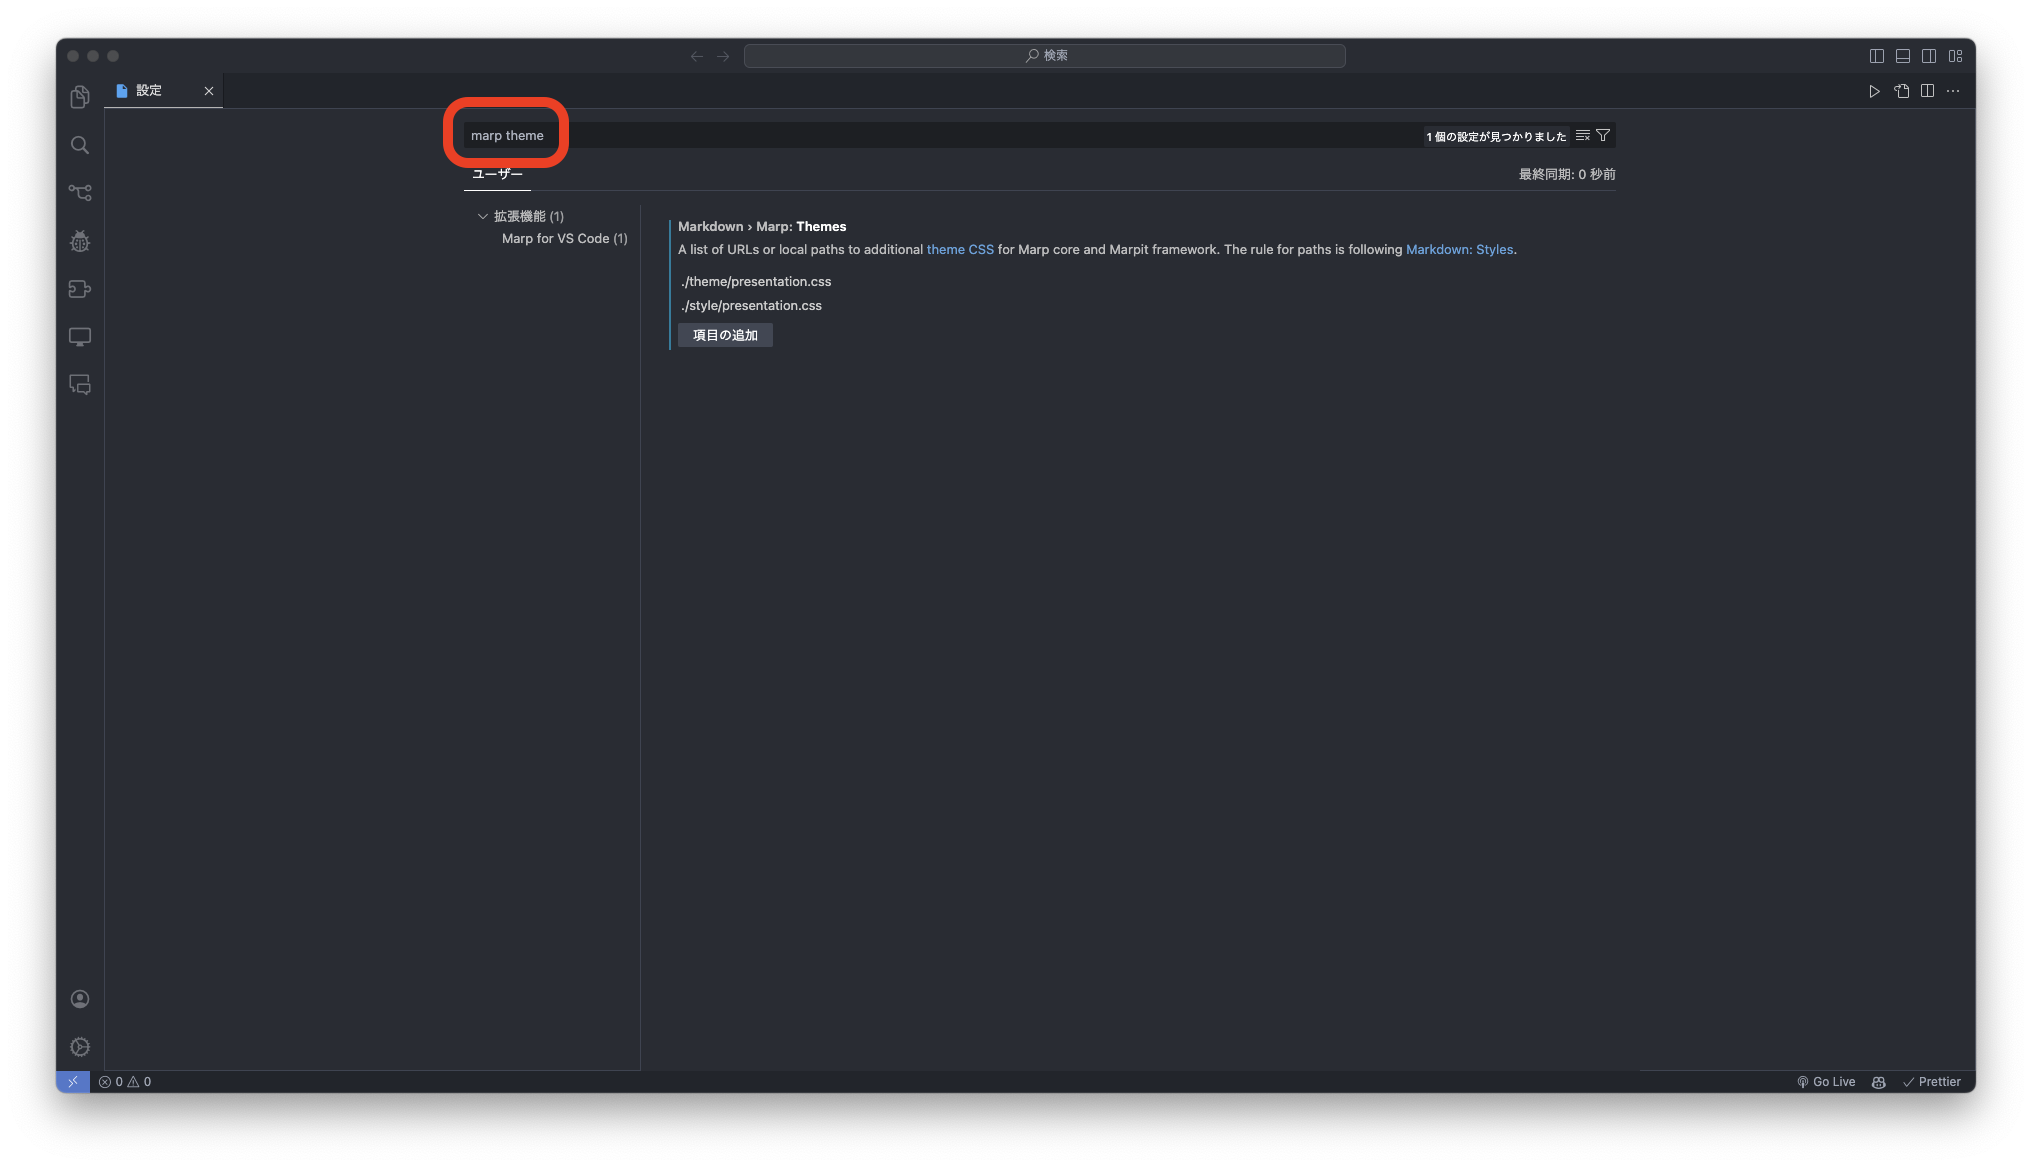 検索
設定
marp theme
1 個の設定が見つかりました
ユーザー
最終同期: 0 秒前
拡張機能 (1)
Marp for VS Code (1)
Markdown › Marp: Themes
A list of URLs or local paths to additional theme CSS for Marp core and Marpit framework. The rule for paths is following Markdown: Styles.
./theme/presentation.css
./style/presentation.css
項目の追加
0 0
Go Live
Prettier